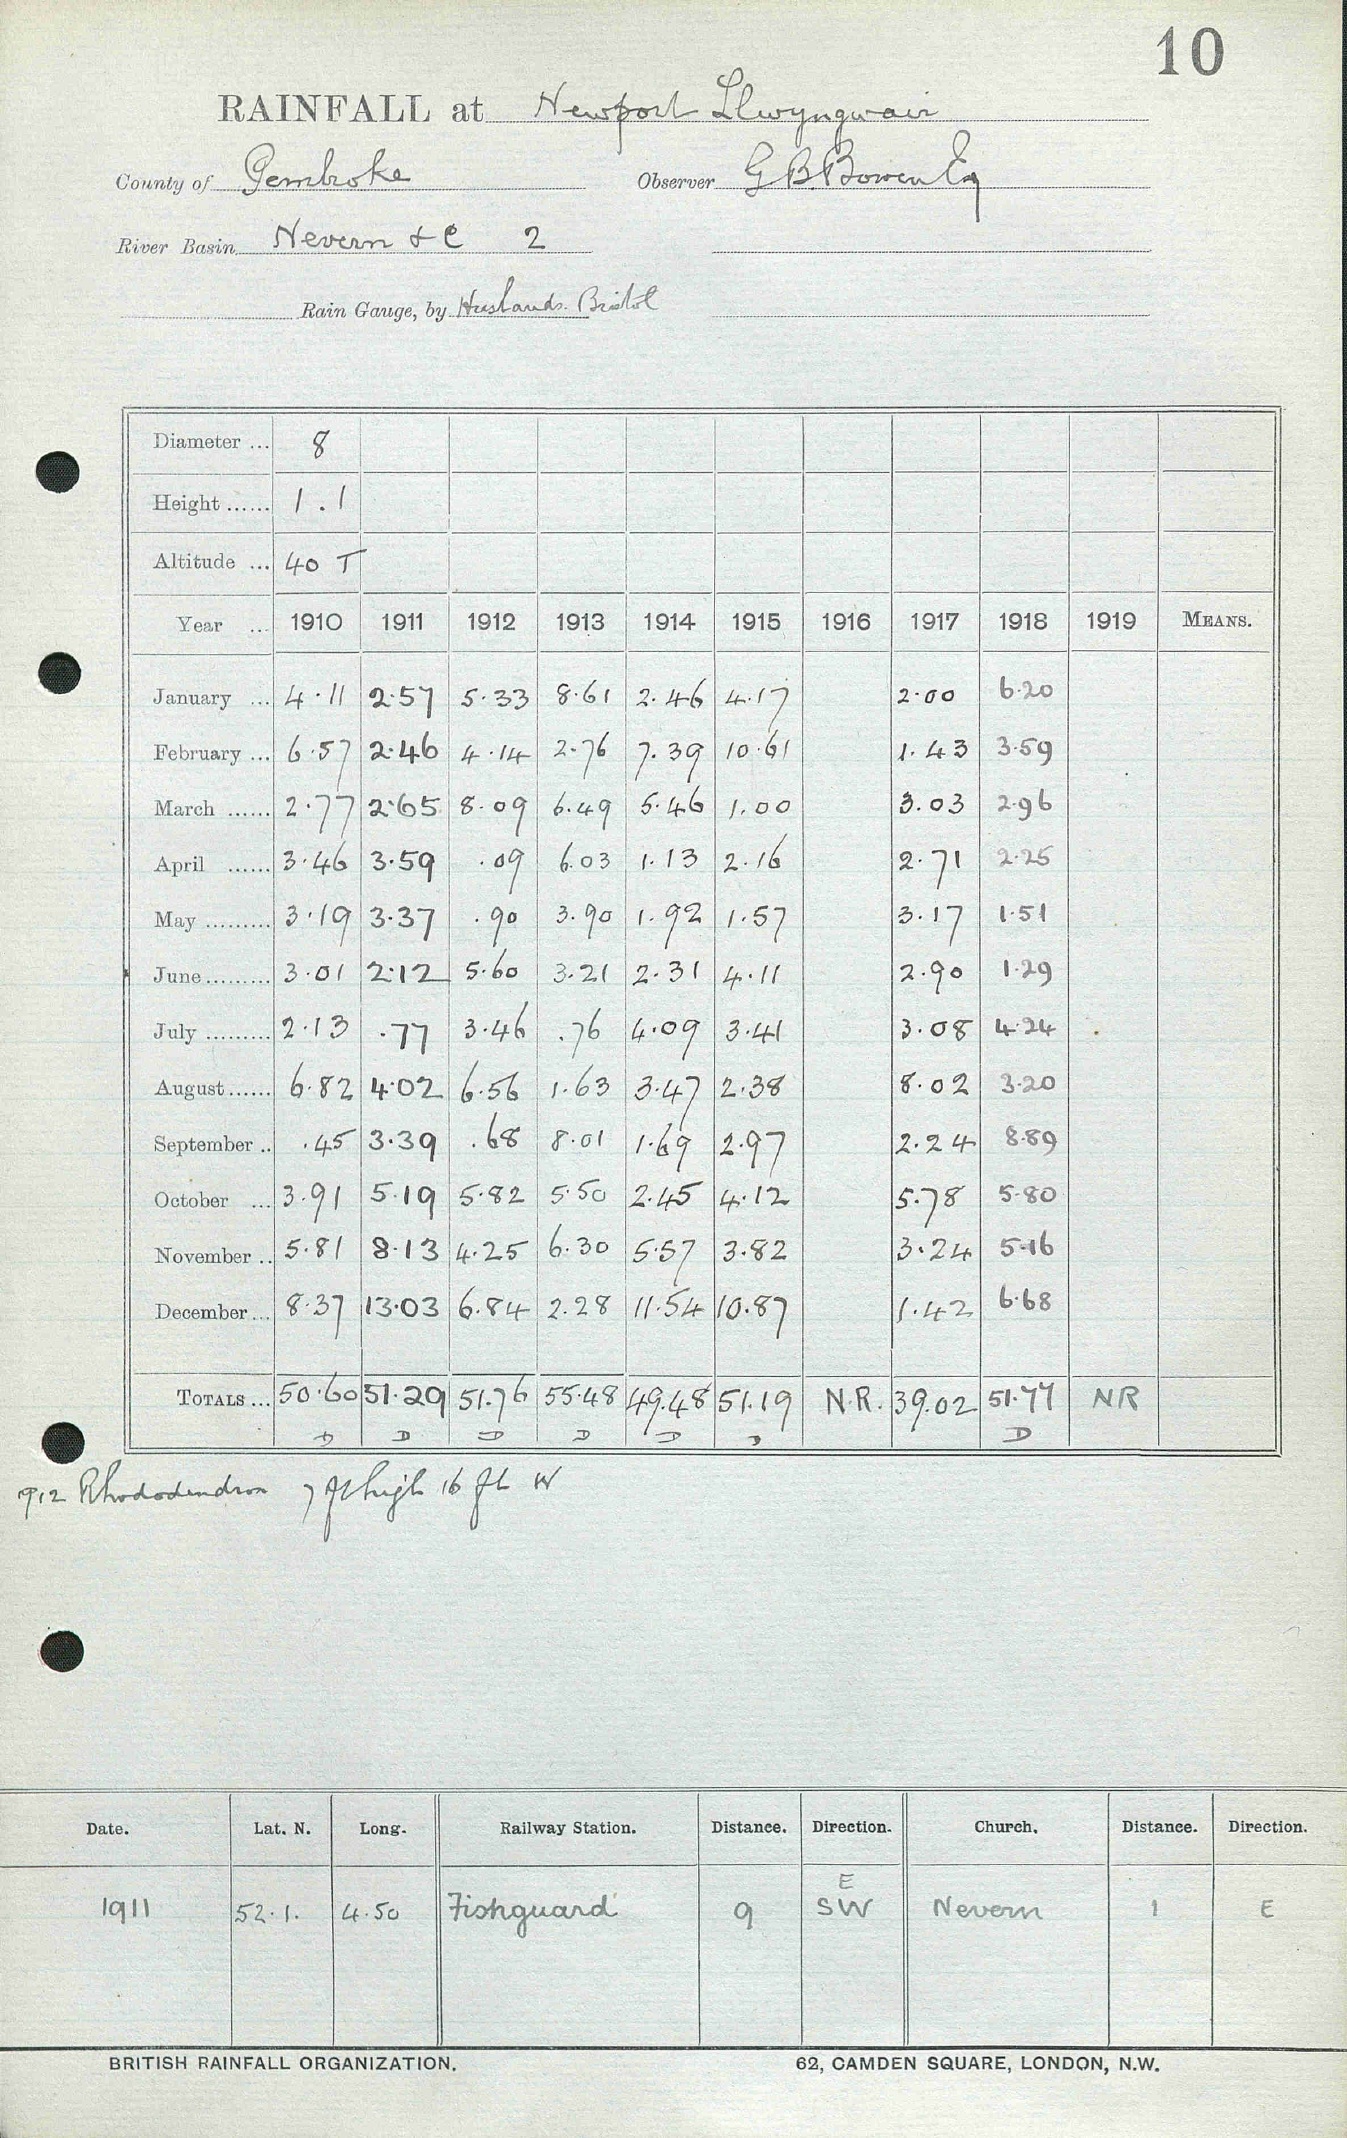 10
RAINFALL at Newport Llwyngwair
County of Pembroke Observer G B Bowen Esq
River Basin Nevern & C 2
Rain Gauge, by Husbands. Bristol
Diameter ... 8
Height ...... 1.1
Altitude ... 40 T
Year ... 1910 1911 1912 1913 1914 1915 1916 1917 1918 1919 MEANS.
January ... 4.11 2.57 5.33 8.61 2.46 4.17 2.00 6.20
February ... 6.57 2.46 4.14 2.76 7.39 10.61 1.43 3.59
March ...... 2.77 2.65 8.09 6.49 5.46 1.00 3.03 2.96
April ...... 3.46 3.59 .09 6.03 1.13 2.16 2.71 2.25
May ......... 3.19 3.37 .90 3.90 1.92 1.57 3.17 1.51
June ......... 3.01 2.12 5.60 3.21 2.31 4.11 2.90 1.29
July ......... 2.13 .77 3.46 .76 4.09 3.41 3.08 4.24
August ...... 6.82 4.02 6.56 1.63 3.47 2.38 8.02 3.20
September .. .45 3.39 .68 8.01 1.69 2.97 2.24 8.89
October ... 3.91 5.19 5.82 5.50 2.45 4.12 5.78 5.80
November .. 5.81 8.13 4.25 6.30 5.57 3.82 3.24 5.16
December ... 8.37 13.03 6.84 2.28 11.54 10.87 1.42 6.68
TOTALS ... 50.60 51.29 51.76 55.48 49.48 51.19 N.R. 39.02 51.77 NR
D D D D D D D
1912 Rhododendron 7 ft high 16 ft W
Date. Lat. N. Long. Railway Station. Distance. Direction. Church. Distance. Direction.
E
1911 52.1. 4.50 Fishguard 9 SW Nevern 1 E
BRITISH RAINFALL ORGANIZATION. 62, CAMDEN SQUARE, LONDON, N.W.